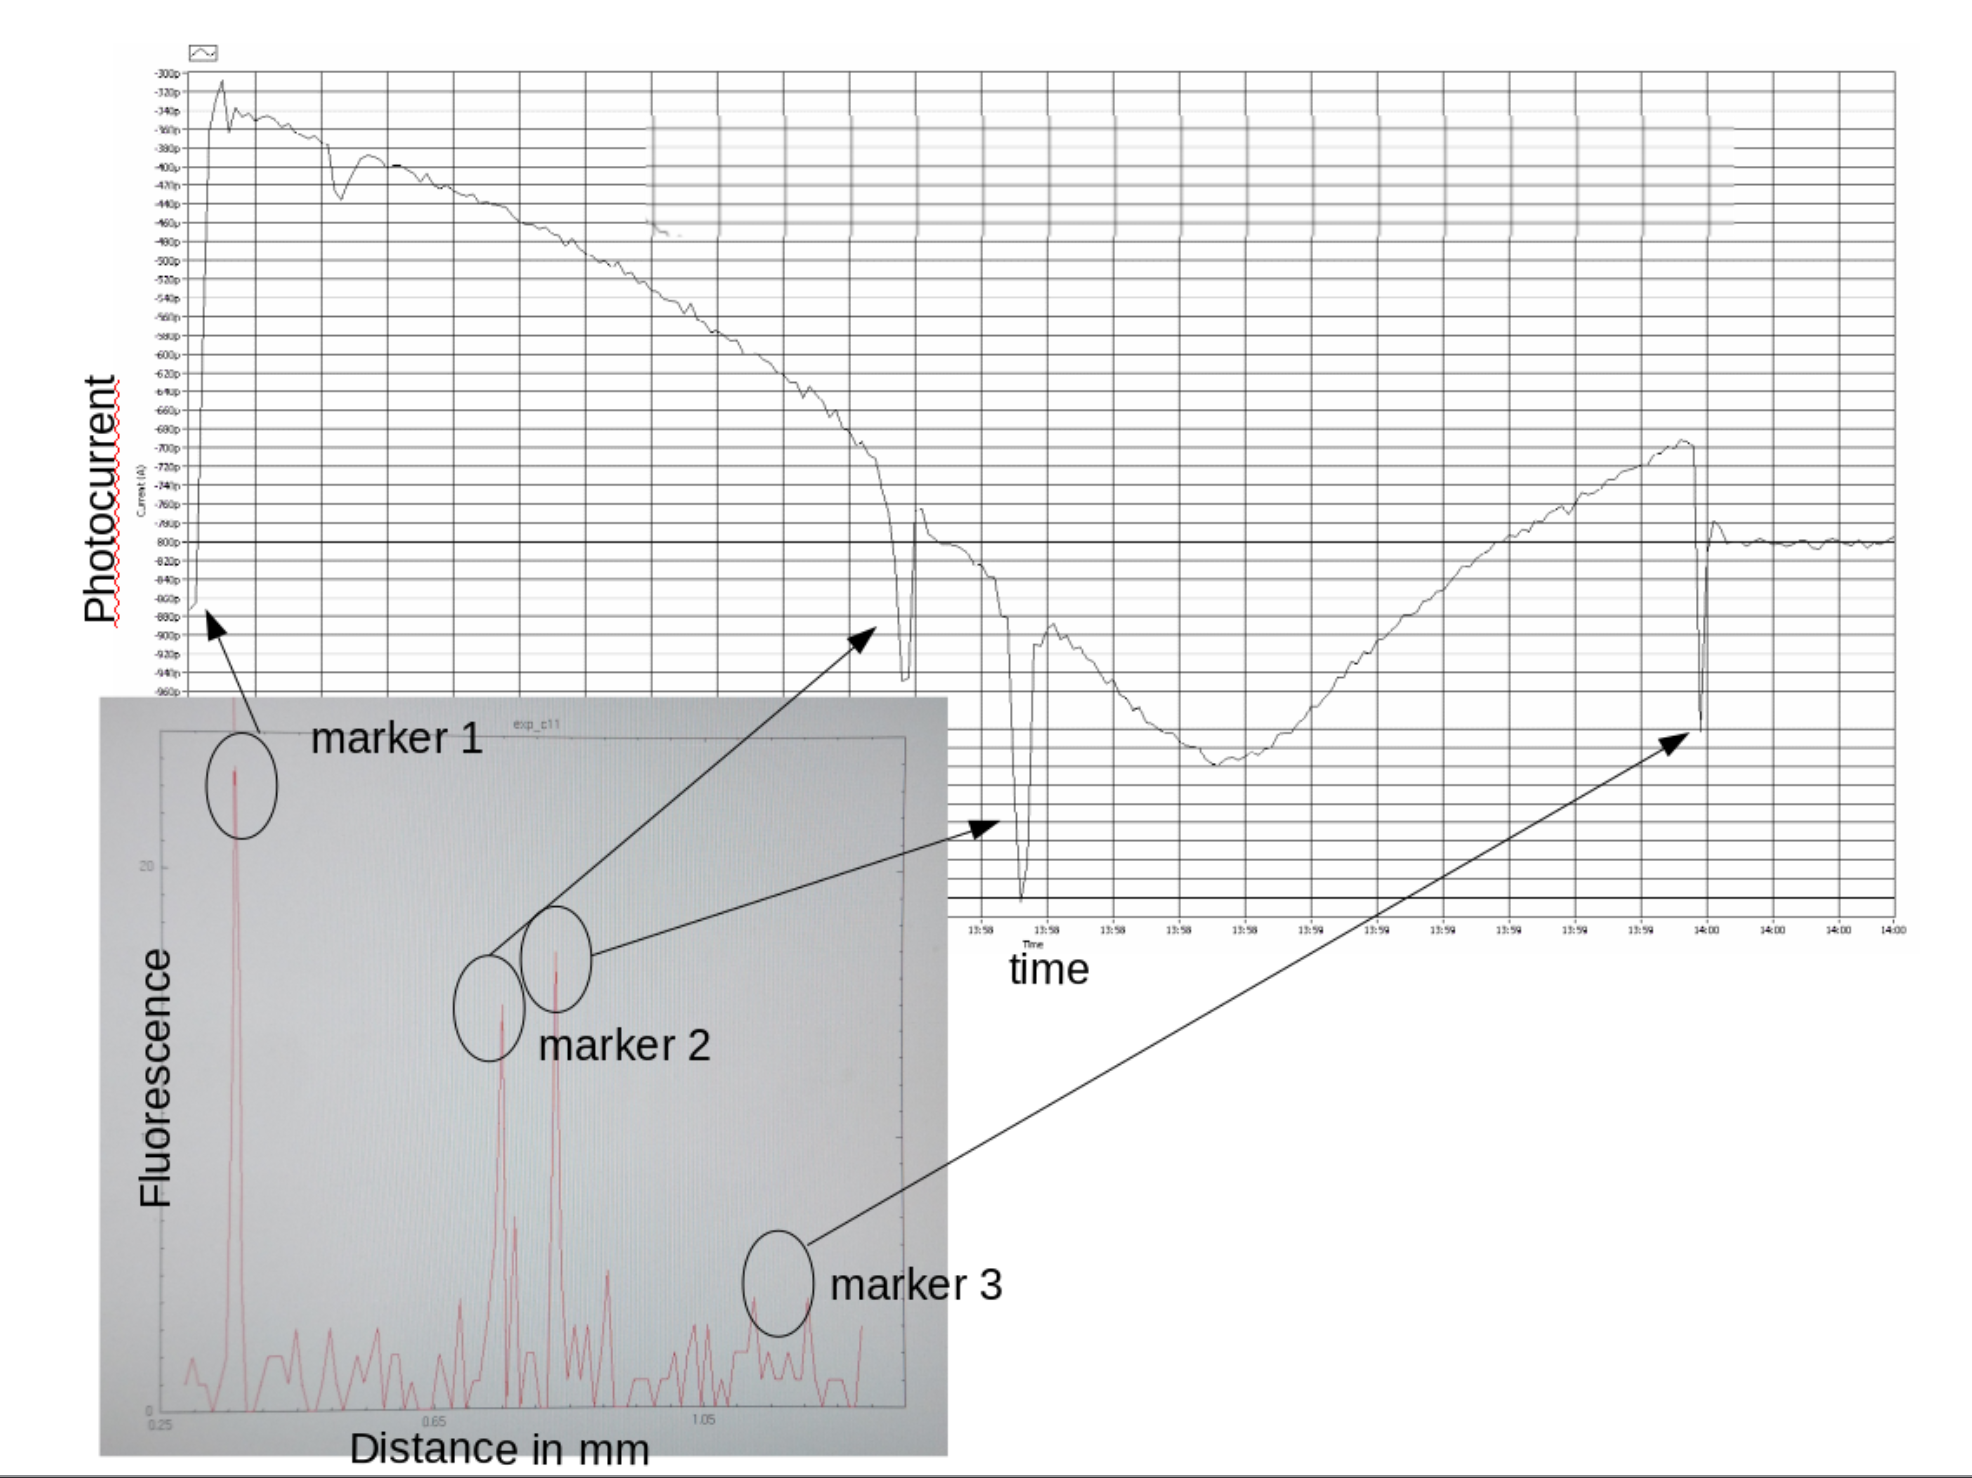 -300p
-320p
-340p
-360p
-380p
-400p
-420p
-440p
-460p
-480p
-500p
-520p
-540p
-560p
-580p
-600p
-620p
-640p
-660p
-680p
-700p
-720p
-740p
-760p
-780p
800p
-820p
-840p
-860p
-880p
-900p
-920p
-940p
-960p
Current (A)
Photocurrent
exp_c11
marker 1
20
13:58 13:58 13:58 13:58 13:58 13:59 13:59 13:59 13:59 13:59 13:59 14:00 14:00 14:00 14:00
Time
time
marker 2
Fluorescence
marker 3
0
0.25 0.65 1.05
Distance in mm